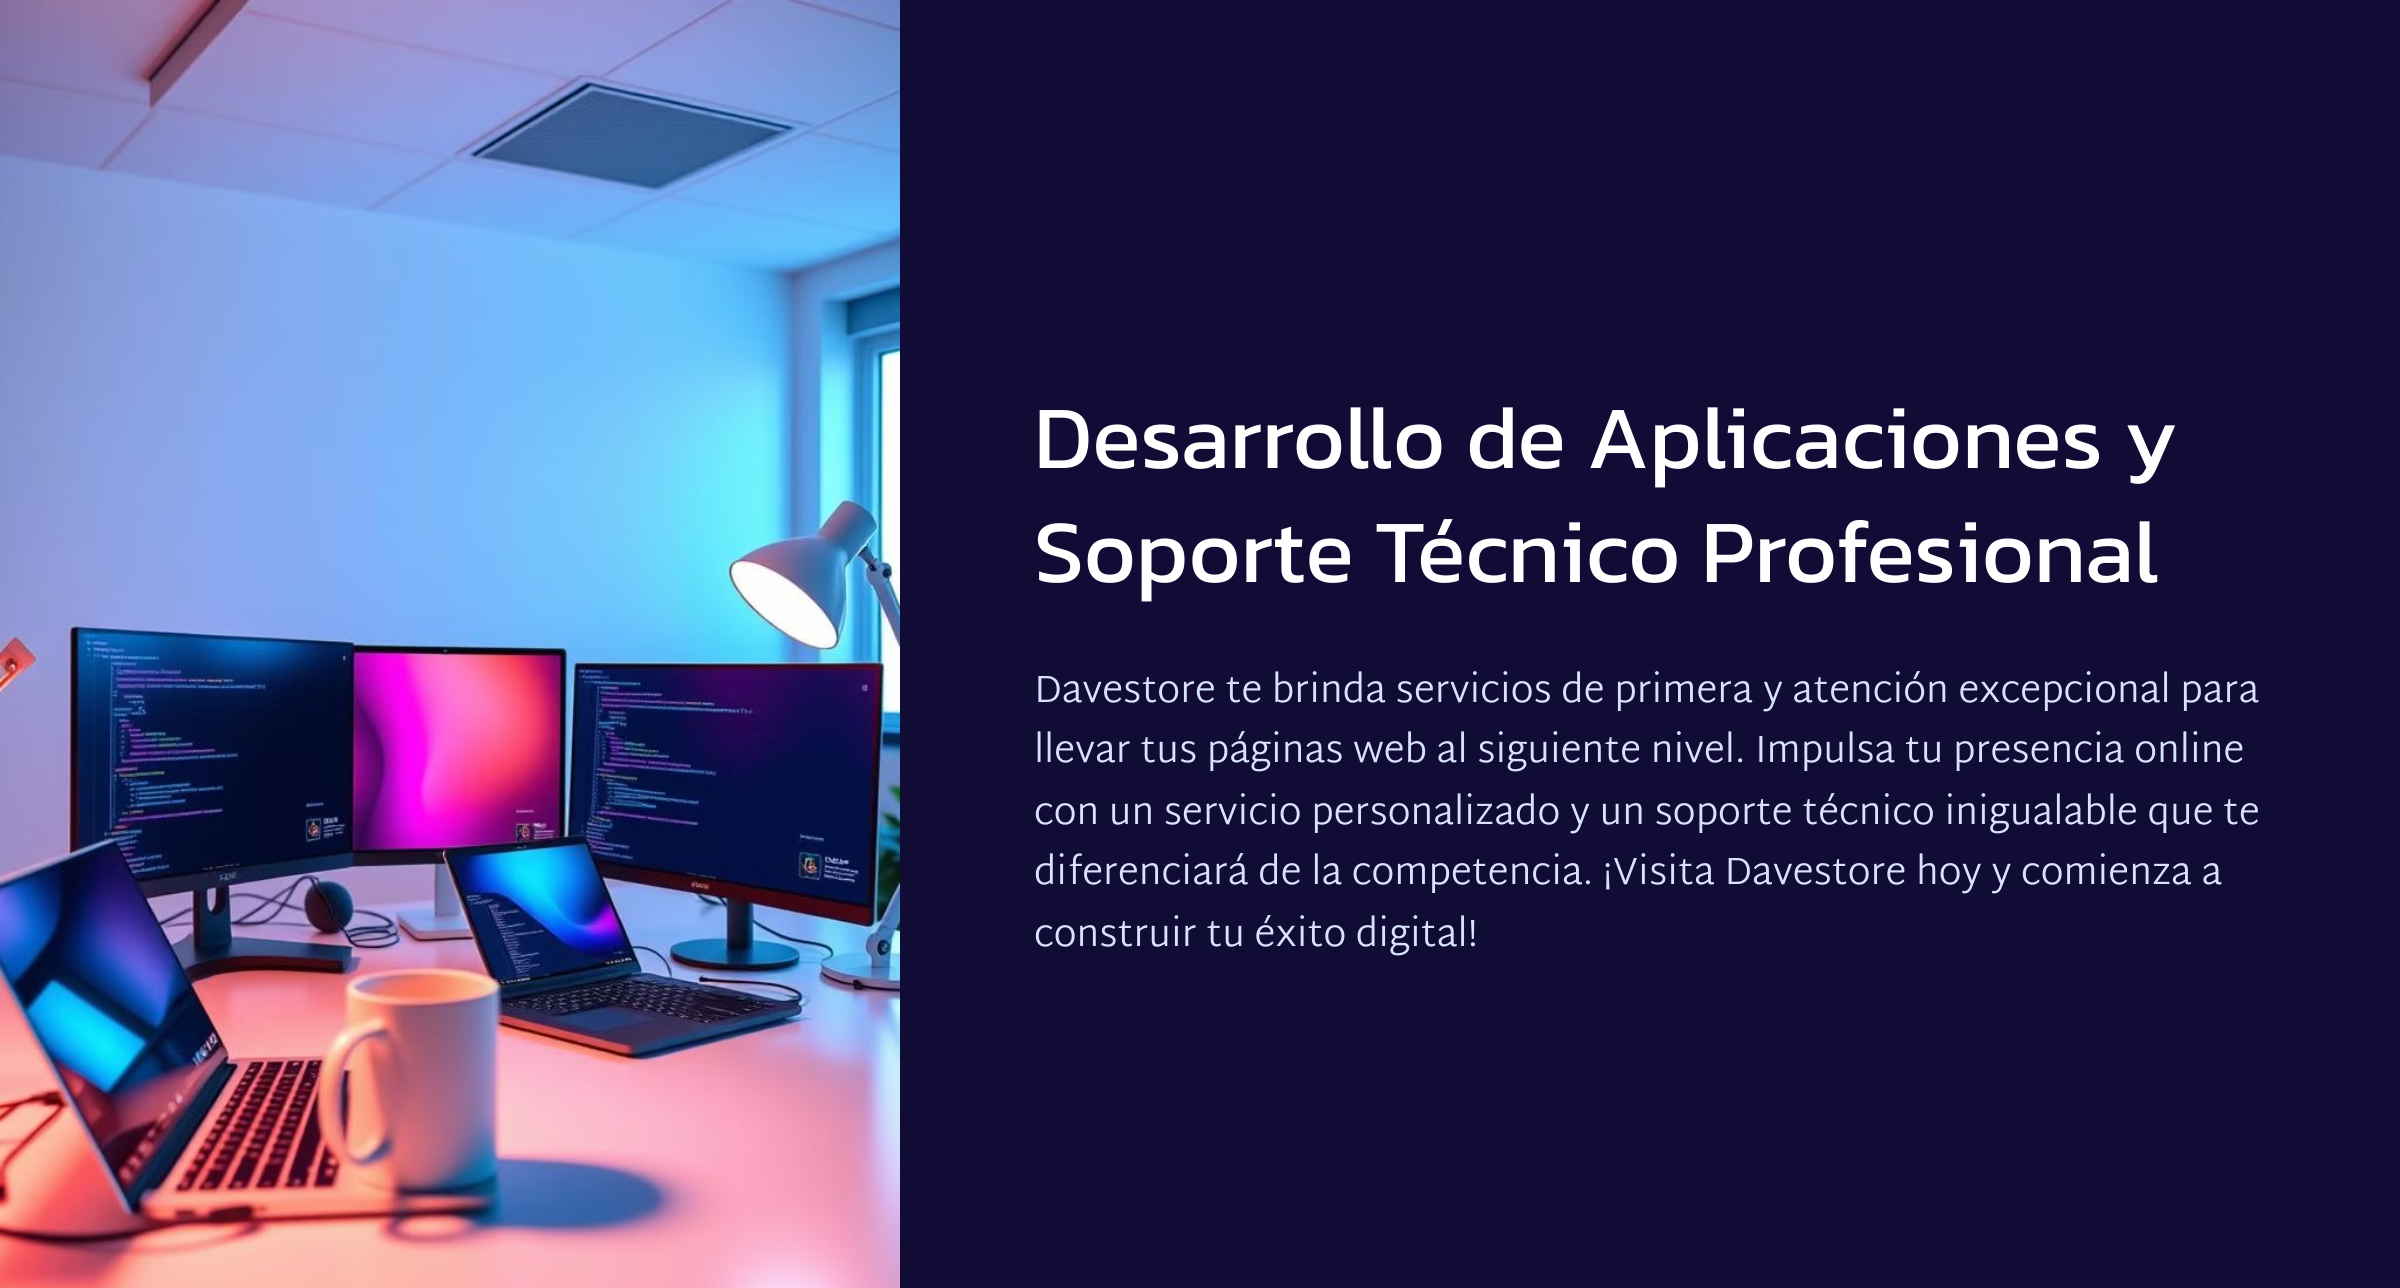 Desarrollo de Aplicaciones y
Soporte Técnico Profesional
Davestore te brinda servicios de primera y atención excepcional para
llevar tus páginas web al siguiente nivel. Impulsa tu presencia online
con un servicio personalizado y un soporte técnico inigualable que te
diferenciará de la competencia. ¡Visita Davestore hoy y comienza a
construir tu éxito digital!